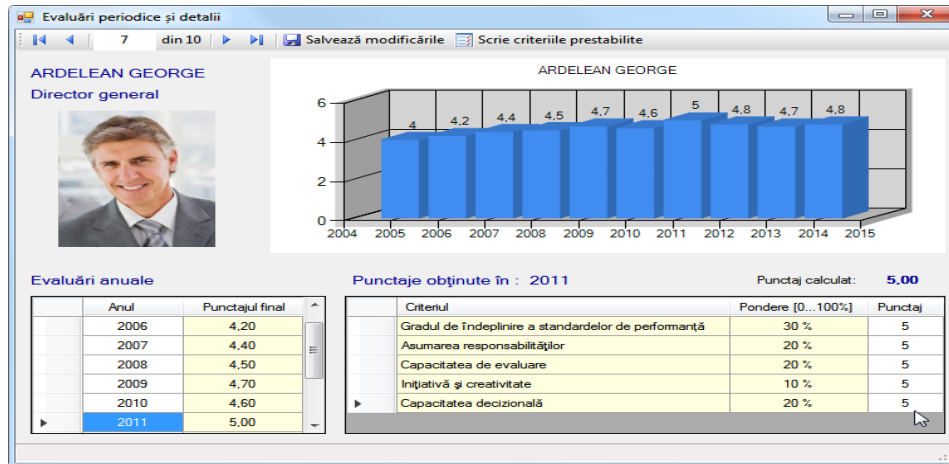 Evaluări periodice și detalii
7 din 10 Salvează modificările Scrie criteriile prestabilite
ARDELEAN GEORGE
Director general
ARDELEAN GEORGE
6
4
2
0
4 4.2 4.4 4.5 4.7 4.6 5 4.8 4.7 4.8
2004 2005 2006 2007 2008 2009 2010 2011 2012 2013 2014 2015
Evaluări anuale
Anul Punctajul final
2006 4,20
2007 4,40
2008 4,50
2009 4,70
2010 4,60
2011 5,00
Punctaje obţinute în : 2011 Punctaj calculat: 5,00
Criteriul Pondere [0...100%] Punctaj
Gradul de îndeplinire a standardelor de performanţă 30 % 5
Asumarea responsabilităţilor 20 % 5
Capacitatea de evaluare 20 % 5
Iniţiativă şi creativitate 10 % 5
Capacitatea decizională 20 % 5